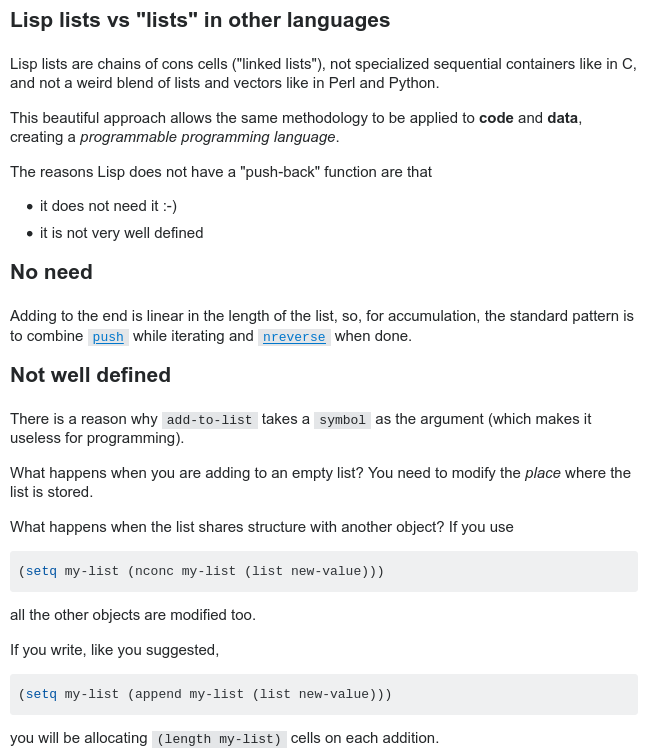 Lisp lists vs "lists" in other languages
Lisp lists are chains of cons cells ("linked lists"), not specialized sequential containers like in C,
and not a weird blend of lists and vectors like in Perl and Python.
This beautiful approach allows the same methodology to be applied to code and data,
creating a programmable programming language.
The reasons Lisp does not have a "push-back" function are that
• it does not need it :-)
• it is not very well defined
No need
Adding to the end is linear in the length of the list, so, for accumulation, the standard pattern is
to combine push while iterating and nreverse when done.
Not well defined
There is a reason why add-to-list takes a symbol as the argument (which makes it
useless for programming).
What happens when you are adding to an empty list? You need to modify the place where the
list is stored.
What happens when the list shares structure with another object? If you use
(setq my-list (nconc my-list (list new-value)))
all the other objects are modified too.
If you write, like you suggested,
(setq my-list (append my-list (list new-value)))
you will be allocating (length my-list) cells on each addition.